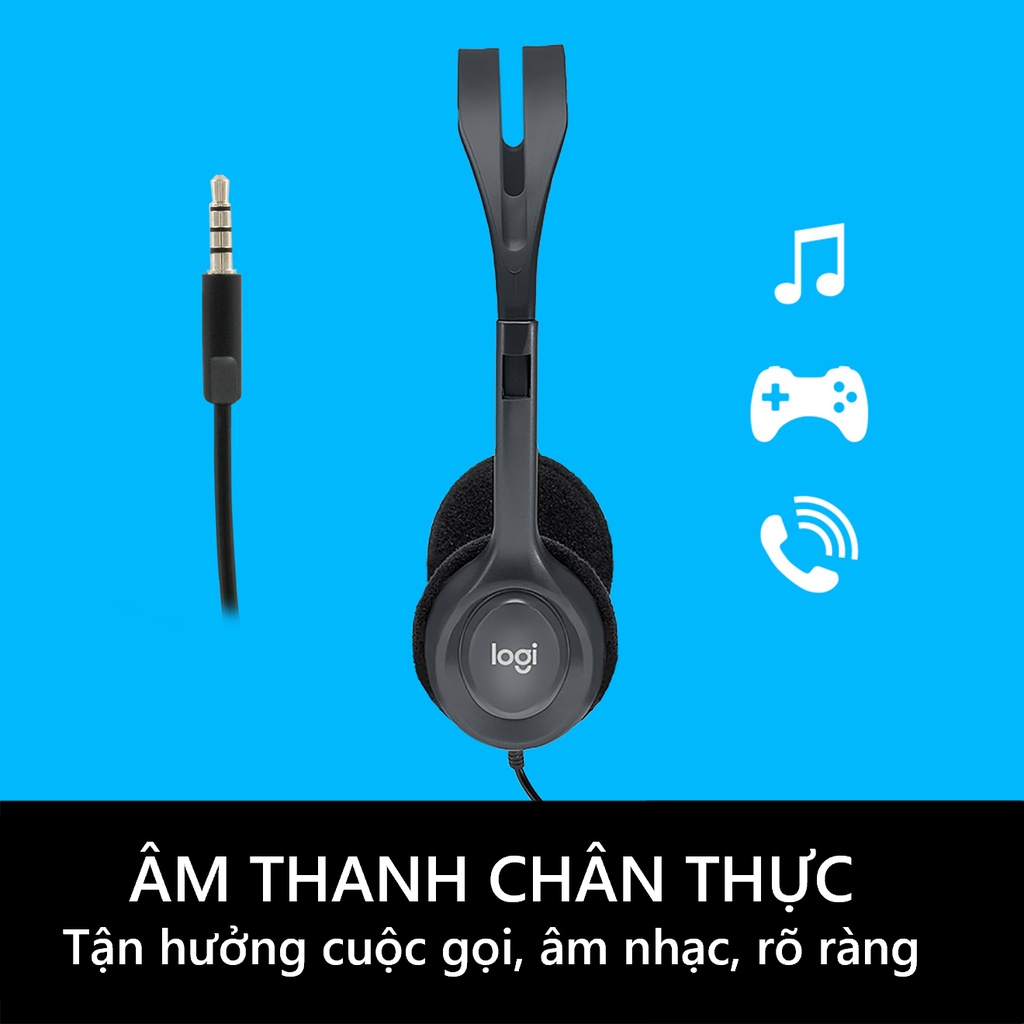 logi
ÂM THANH CHÂN THỰC
Tận hưởng cuộc gọi, âm nhạc, rõ ràng